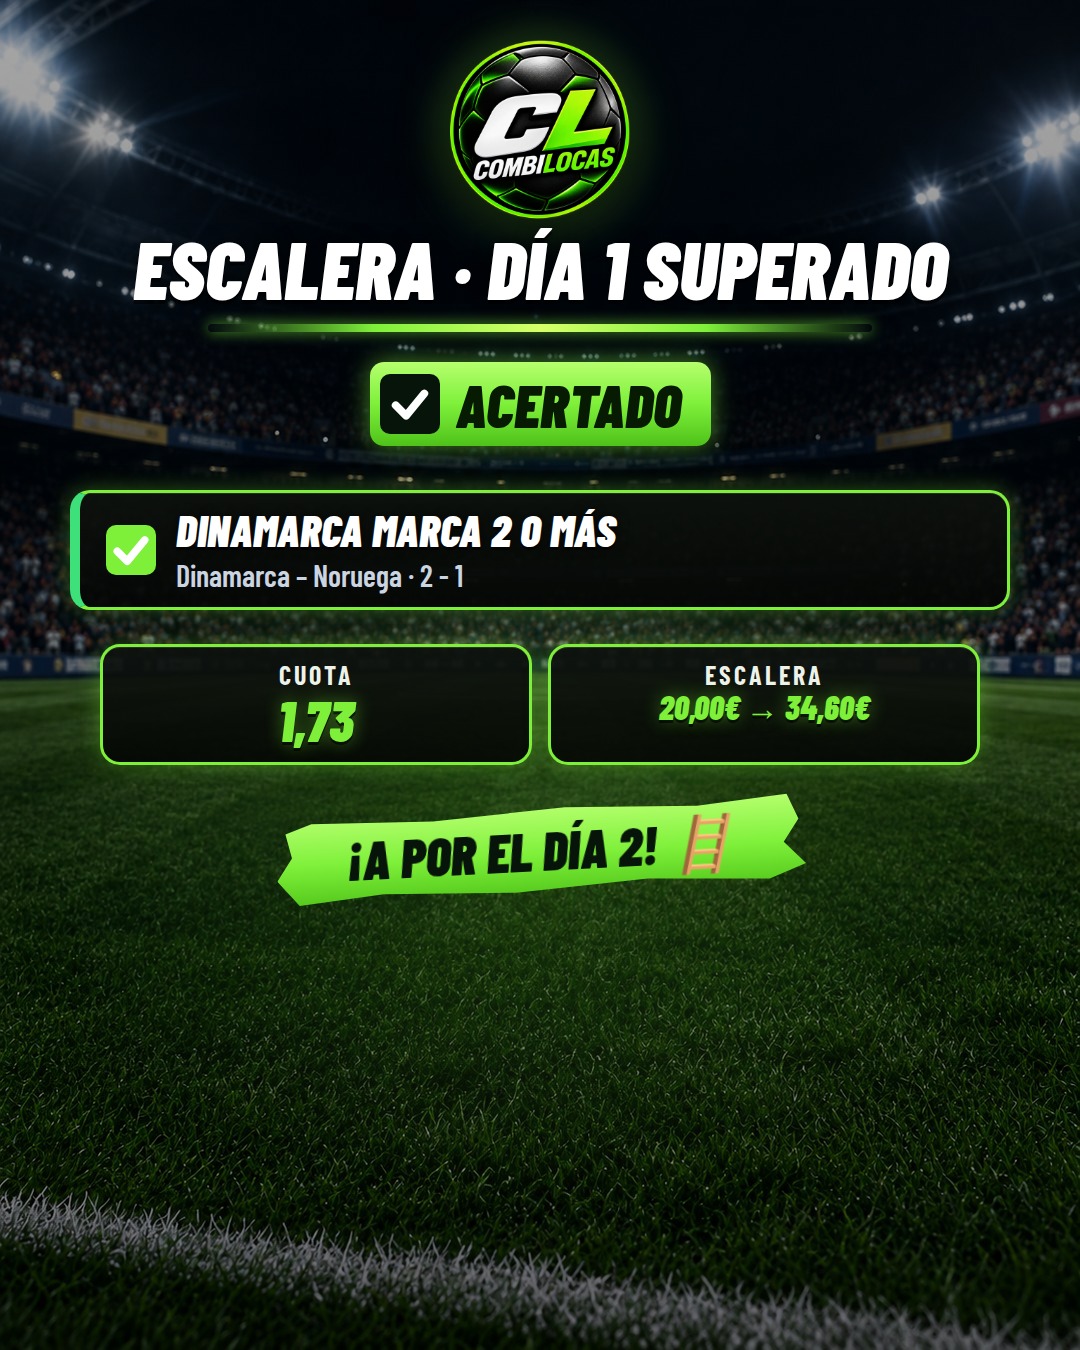 CL
COMBILOCAS
ESCALERA · DÍA 1 SUPERADO
ACERTADO
DINAMARCA MARCA 2 O MÁS
Dinamarca – Noruega · 2 - 1
CUOTA
1,73
ESCALERA
20,00€ → 34,60€
¡A POR EL DÍA 2!